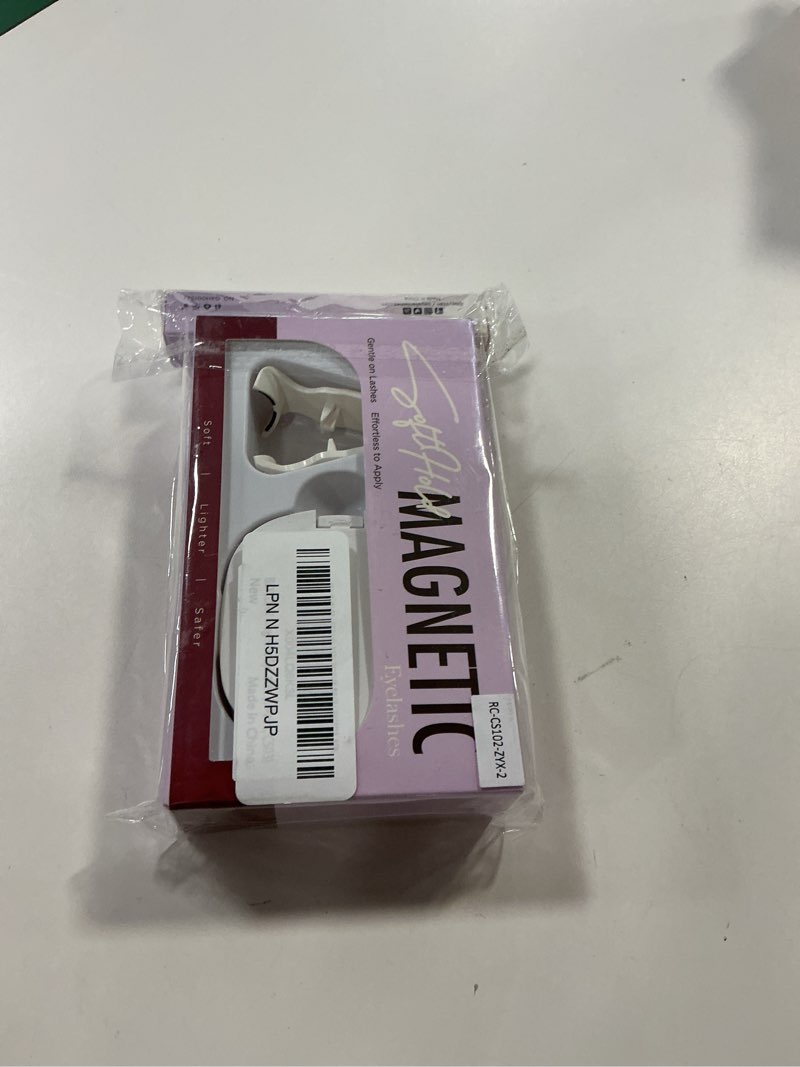 Soft Hold
MAGNETIC
Eyelashes
Gentle on Lashes Effortless to Apply
Soft | Lighter | Safer
RC-CS102-ZYX-2
LPN N H5DZZWPJP
New
Made in China